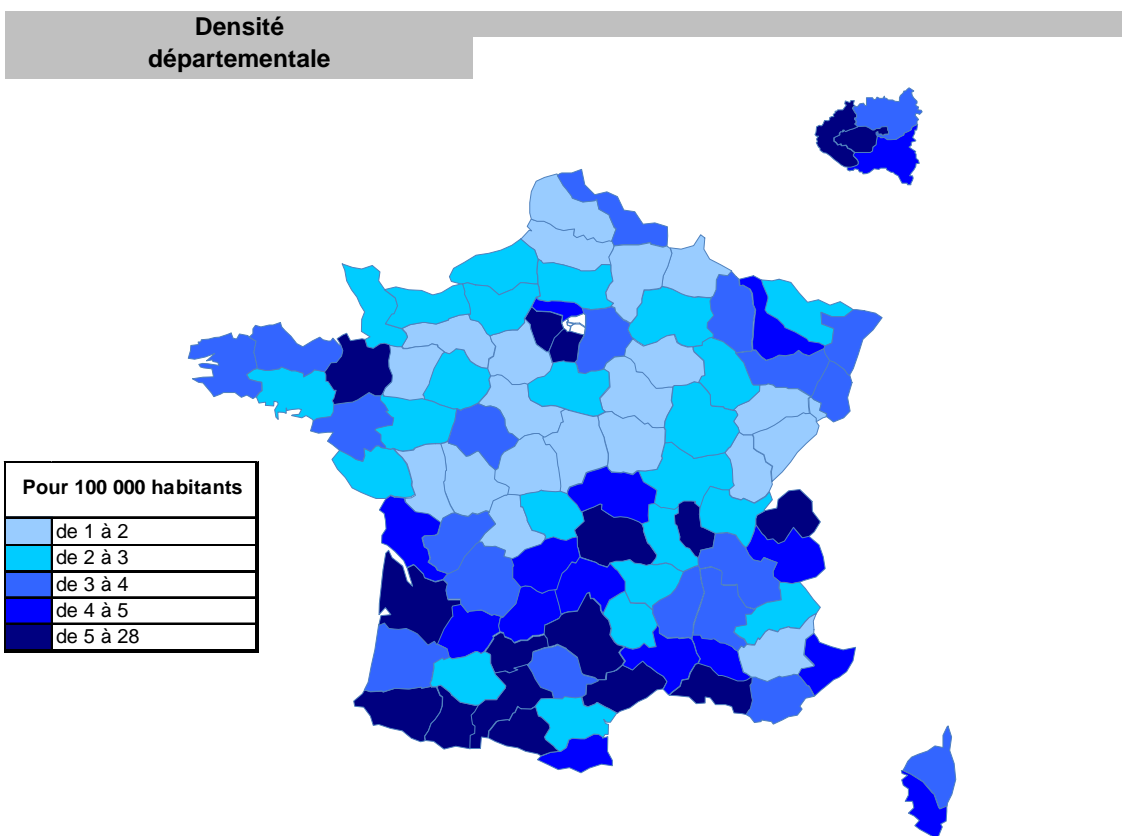 Densité
départementale
Pour 100 000 habitants
de 1 à 2
de 2 à 3
de 3 à 4
de 4 à 5
de 5 à 28